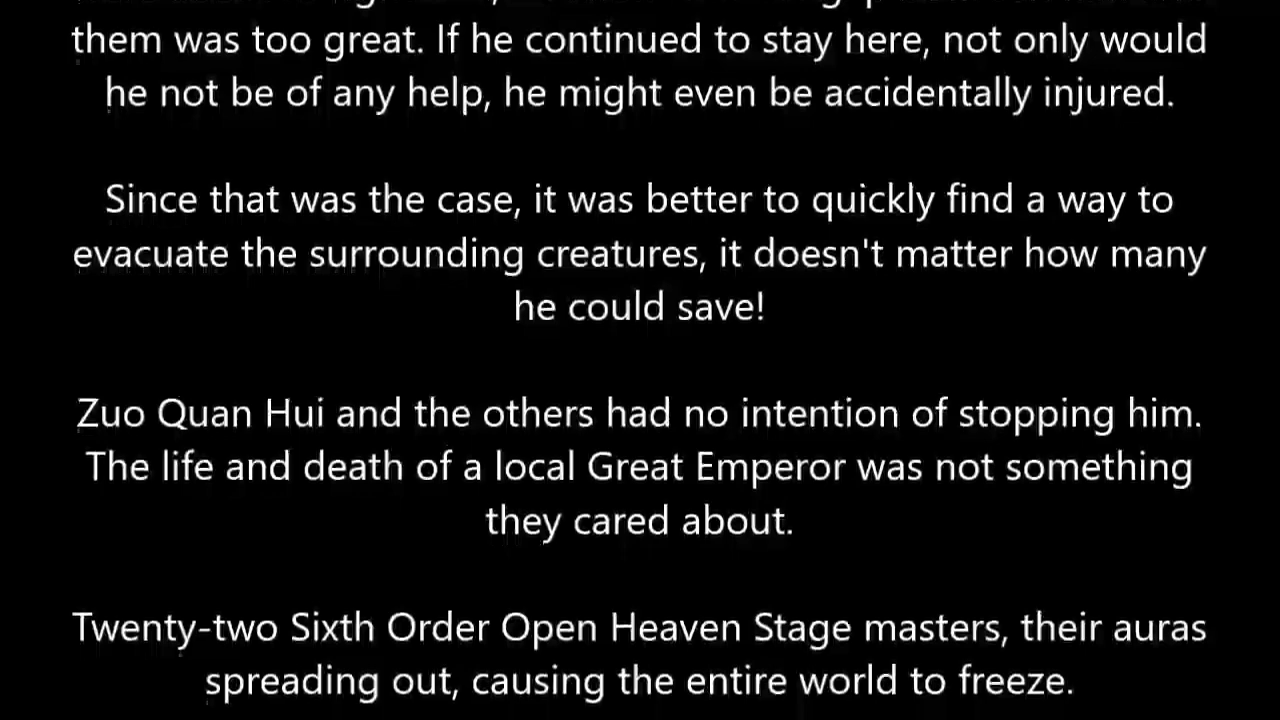 them was too great. If he continued to stay here, not only would
he not be of any help, he might even be accidentally injured.
Since that was the case, it was better to quickly find a way to
evacuate the surrounding creatures, it doesn't matter how many
he could save!
Zuo Quan Hui and the others had no intention of stopping him.
The life and death of a local Great Emperor was not something
they cared about.
Twenty-two Sixth Order Open Heaven Stage masters, their auras
spreading out, causing the entire world to freeze.